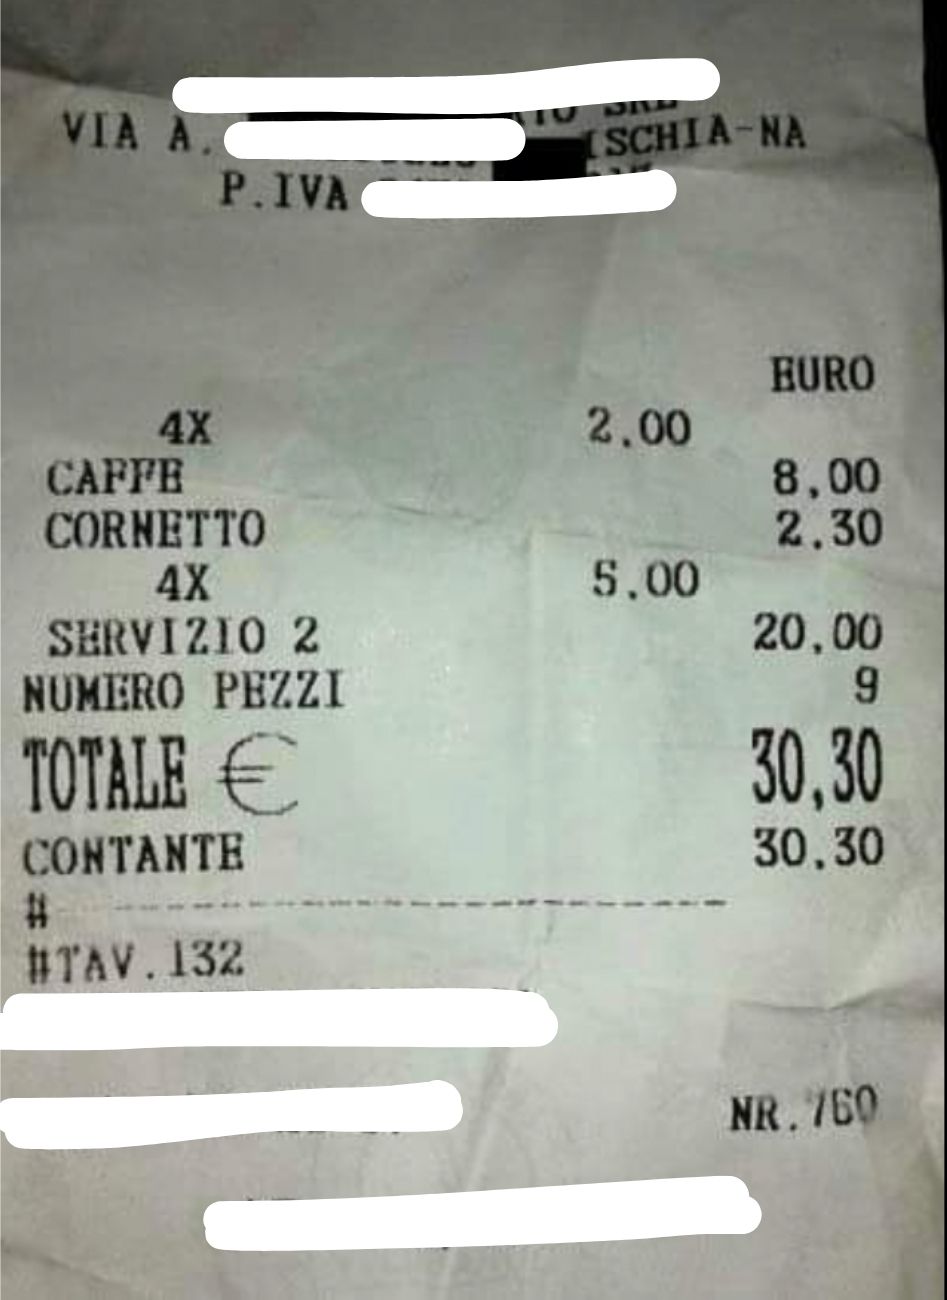 SRL
VIA A. ISCHIA-NA
P.IVA
EURO
4X 2.00
CAFFE 8,00
CORNETTO 2.30
4X 5.00
SERVIZIO 2 20,00
NUMERO PEZZI 9
TOTALE € 30,30
CONTANTE 30.30
#
#TAV.132
NR.760